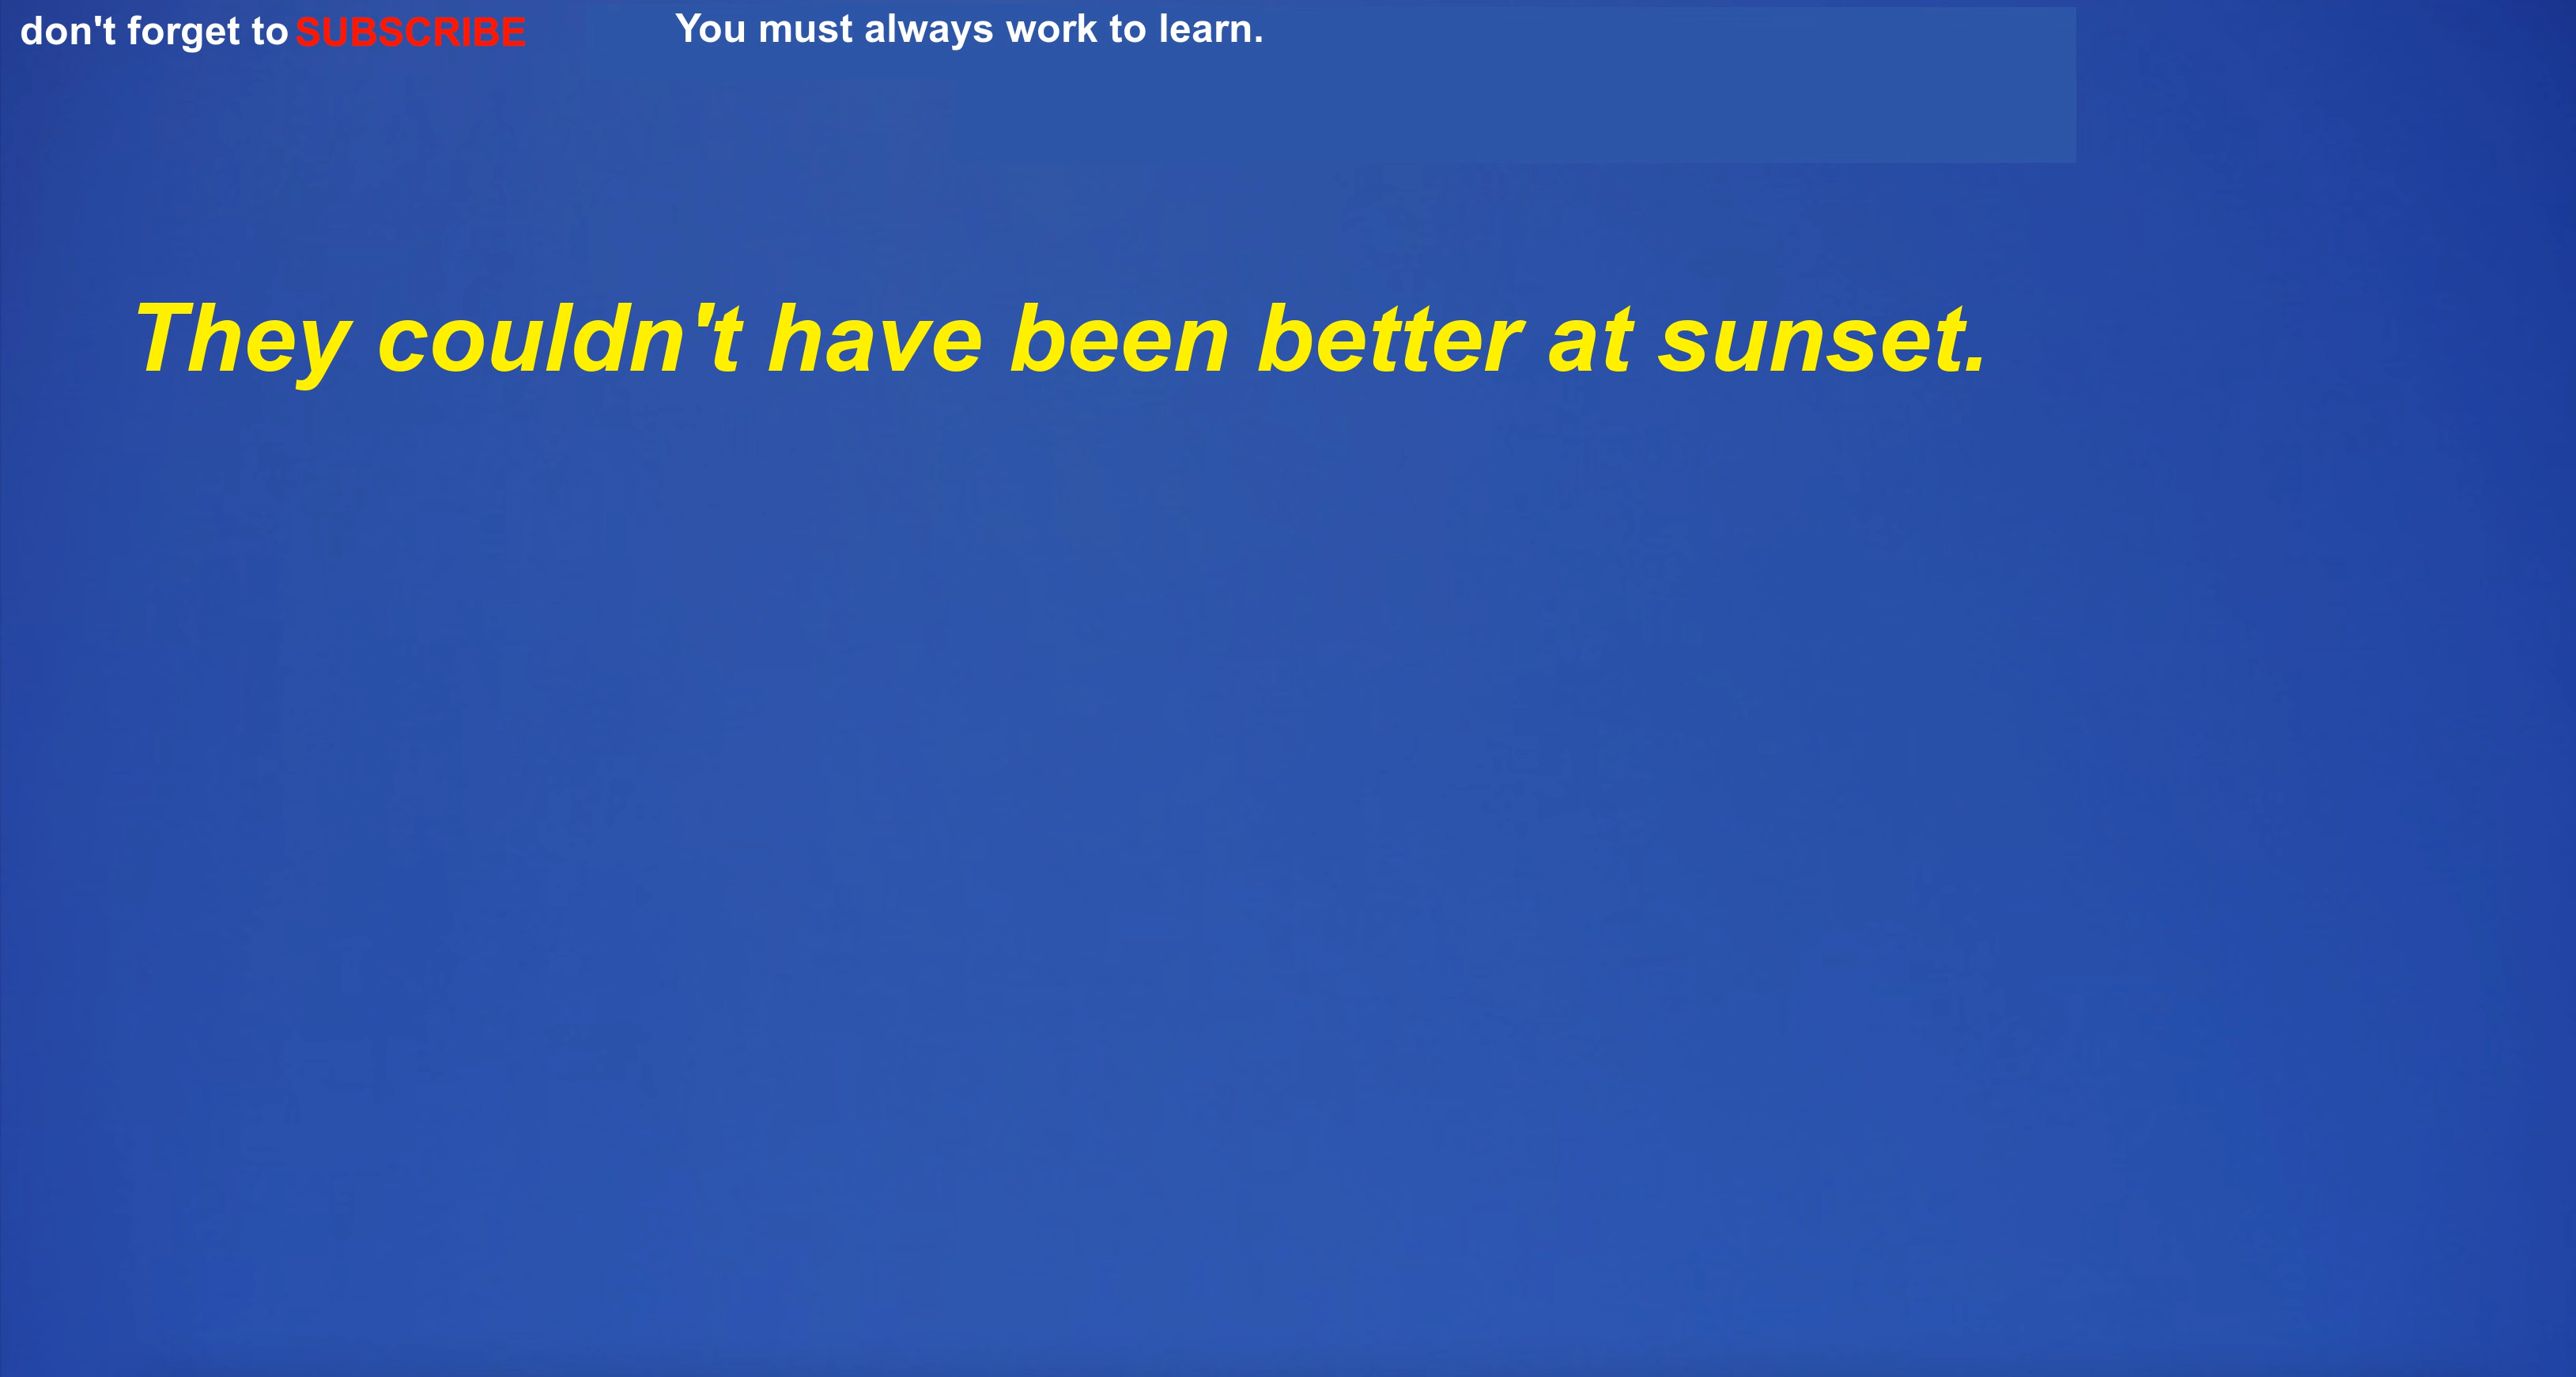 don't forget to SUBSCRIBE
You must always work to learn.
They couldn't have been better at sunset.